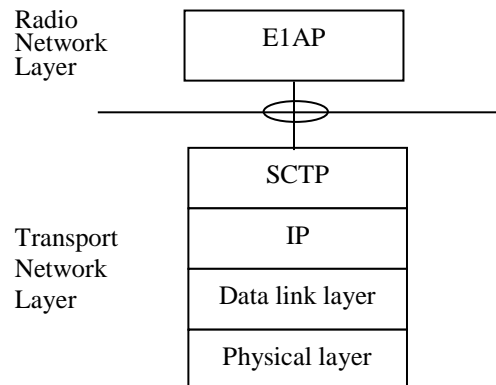 Radio
Network
Layer
E1AP
SCTP
Transport
Network
Layer
IP
Data link layer
Physical layer